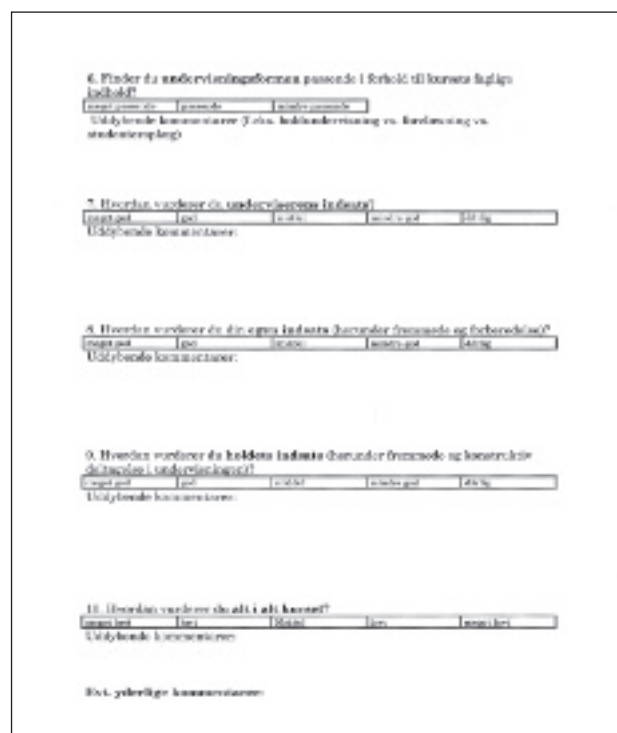 6. Finder du undervisningsformen passende i forhold til kursets faglige
indhold?
meget passende passende mindre passende
Uddybende kommentarer (f.eks. holdundervisning vs. forelæsning vs.
studenteroplæg)
7. Hvordan vurderer du underviserens indsats?
meget god god middel mindre god dårlig
Uddybende kommentarer:
8. Hvordan vurderer du din egen indsats (herunder fremmøde og forberedelse)?
meget god god middel mindre god dårlig
Uddybende kommentarer:
9. Hvordan vurderer du holdets indsats (herunder fremmøde og konstruktiv
deltagelse i undervisningen)?
meget god god middel mindre god dårlig
Uddybende kommentarer:
10. Hvordan vurderer du alt i alt kurset?
meget Middel meget
Uddybende kommentarer:
Evt. yderlige kommentarer: